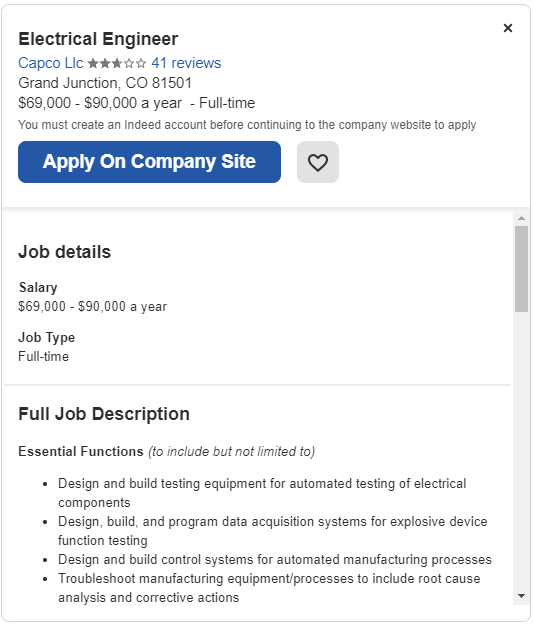 Electrical Engineer
Capco Llc 41 reviews
Grand Junction, CO 81501
$69,000 - $90,000 a year - Full-time
You must create an Indeed account before continuing to the company website to apply
Apply On Company Site
Job details
Salary
$69,000 - $90,000 a year
Job Type
Full-time
Full Job Description
Essential Functions (to include but not limited to)
• Design and build testing equipment for automated testing of electrical
components
• Design, build, and program data acquisition systems for explosive device
function testing
• Design and build control systems for automated manufacturing processes
• Troubleshoot manufacturing equipment/processes to include root cause
analysis and corrective actions